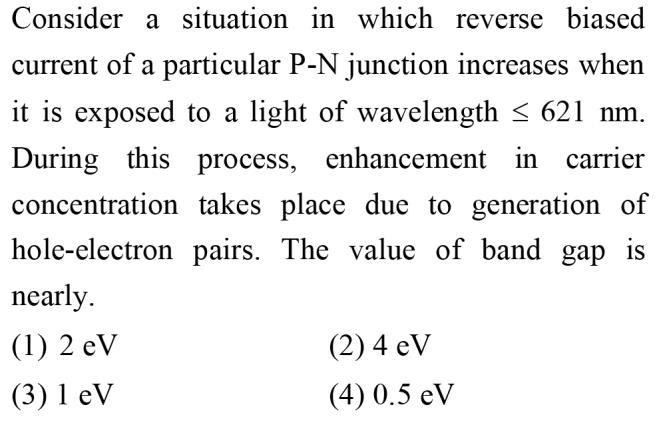 Consider a situation in which reverse biased
current of a particular P-N junction increases when
it is exposed to a light of wavelength ≤ 621 nm.
During this process, enhancement in carrier
concentration takes place due to generation of
hole-electron pairs. The value of band gap is
nearly.
(1) 2 eV (2) 4 eV
(3) 1 eV (4) 0.5 eV